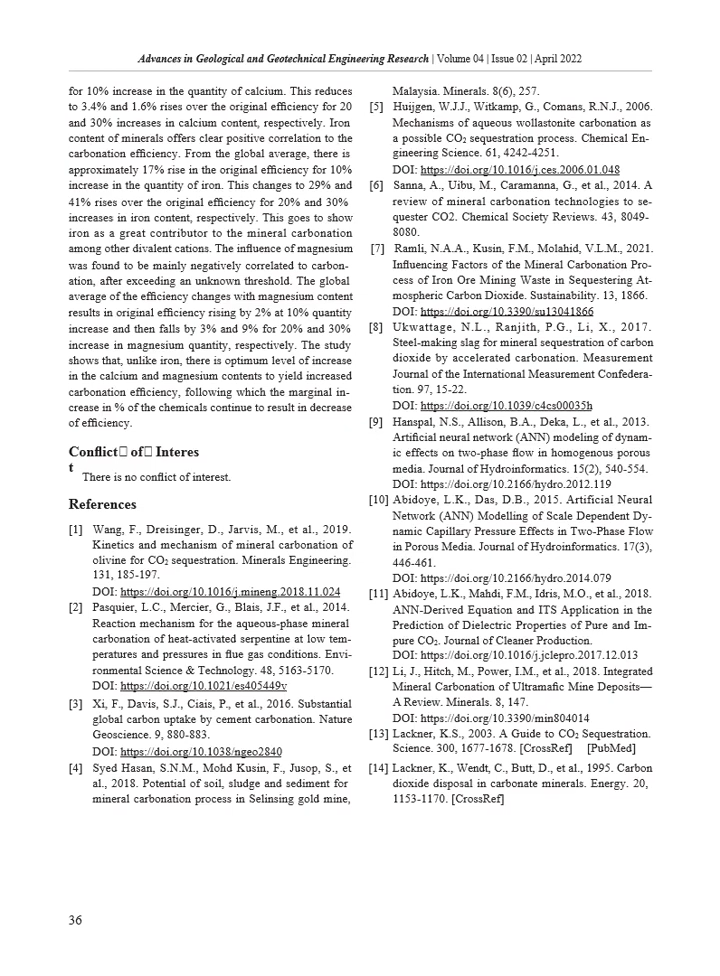 Advances in Geological and Geotechnical Engineering Research | Volume 04 | Issue 02 | April 2022
for 10% increase in the quantity of calcium. This reduces
to 3.4% and 1.6% rises over the original efficiency for 20
and 30% increases in calcium content, respectively. Iron
content of minerals offers clear positive correlation to the
carbonation efficiency. From the global average, there is
approximately 17% rise in the original efficiency for 10%
increase in the quantity of iron. This changes to 29% and
41% rises over the original efficiency for 20% and 30%
increases in iron content, respectively. This goes to show
iron as a great contributor to the mineral carbonation
among other divalent cations. The influence of magnesium
was found to be mainly negatively correlated to carbon-
ation, after exceeding an unknown threshold. The global
average of the efficiency changes with magnesium content
results in original efficiency rising by 2% at 10% quantity
increase and then falls by 3% and 9% for 20% and 30%
increase in magnesium quantity, respectively. The study
shows that, unlike iron, there is optimum level of increase
in the calcium and magnesium contents to yield increased
carbonation efficiency, following which the marginal in-
crease in % of the chemicals continue to result in decrease
of efficiency.
Conflict□ of□ Interes
t
There is no conflict of interest.
References
[1] Wang, F., Dreisinger, D., Jarvis, M., et al., 2019.
Kinetics and mechanism of mineral carbonation of
olivine for CO₂ sequestration. Minerals Engineering.
131, 185-197.
DOI: https://doi.org/10.1016/j.mineng.2018.11.024
[2] Pasquier, L.C., Mercier, G., Blais, J.F., et al., 2014.
Reaction mechanism for the aqueous-phase mineral
carbonation of heat-activated serpentine at low tem-
peratures and pressures in flue gas conditions. Envi-
ronmental Science & Technology. 48, 5163-5170.
DOI: https://doi.org/10.1021/es405449v
[3] Xi, F., Davis, S.J., Ciais, P., et al., 2016. Substantial
global carbon uptake by cement carbonation. Nature
Geoscience. 9, 880-883.
DOI: https://doi.org/10.1038/ngeo2840
[4] Syed Hasan, S.N.M., Mohd Kusin, F., Jusop, S., et
al., 2018. Potential of soil, sludge and sediment for
mineral carbonation process in Selinsing gold mine,
Malaysia. Minerals. 8(6), 257.
[5] Huijgen, W.J.J., Witkamp, G., Comans, R.N.J., 2006.
Mechanisms of aqueous wollastonite carbonation as
a possible CO₂ sequestration process. Chemical En-
gineering Science. 61, 4242-4251.
DOI: https://doi.org/10.1016/j.ces.2006.01.048
[6] Sanna, A., Uibu, M., Caramanna, G., et al., 2014. A
review of mineral carbonation technologies to se-
quester CO2. Chemical Society Reviews. 43, 8049-
8080.
[7] Ramli, N.A.A., Kusin, F.M., Molahid, V.L.M., 2021.
Influencing Factors of the Mineral Carbonation Pro-
cess of Iron Ore Mining Waste in Sequestering At-
mospheric Carbon Dioxide. Sustainability. 13, 1866.
DOI: https://doi.org/10.3390/su13041866
[8] Ukwattage, N.L., Ranjith, P.G., Li, X., 2017.
Steel-making slag for mineral sequestration of carbon
dioxide by accelerated carbonation. Measurement
Journal of the International Measurement Confedera-
tion. 97, 15-22.
DOI: https://doi.org/10.1039/c4cs00035h
[9] Hanspal, N.S., Allison, B.A., Deka, L., et al., 2013.
Artificial neural network (ANN) modeling of dynam-
ic effects on two-phase flow in homogenous porous
media. Journal of Hydroinformatics. 15(2), 540-554.
DOI: https://doi.org/10.2166/hydro.2012.119
[10] Abidoye, L.K., Das, D.B., 2015. Artificial Neural
Network (ANN) Modelling of Scale Dependent Dy-
namic Capillary Pressure Effects in Two-Phase Flow
in Porous Media. Journal of Hydroinformatics. 17(3),
446-461.
DOI: https://doi.org/10.2166/hydro.2014.079
[11] Abidoye, L.K., Mahdi, F.M., Idris, M.O., et al., 2018.
ANN-Derived Equation and ITS Application in the
Prediction of Dielectric Properties of Pure and Im-
pure CO₂. Journal of Cleaner Production.
DOI: https://doi.org/10.1016/j.jclepro.2017.12.013
[12] Li, J., Hitch, M., Power, I.M., et al., 2018. Integrated
Mineral Carbonation of Ultramafic Mine Deposits—
A Review. Minerals. 8, 147.
DOI: https://doi.org/10.3390/min804014
[13] Lackner, K.S., 2003. A Guide to CO₂ Sequestration.
Science. 300, 1677-1678. [CrossRef] [PubMed]
[14] Lackner, K., Wendt, C., Butt, D., et al., 1995. Carbon
dioxide disposal in carbonate minerals. Energy. 20,
1153-1170. [CrossRef]
36